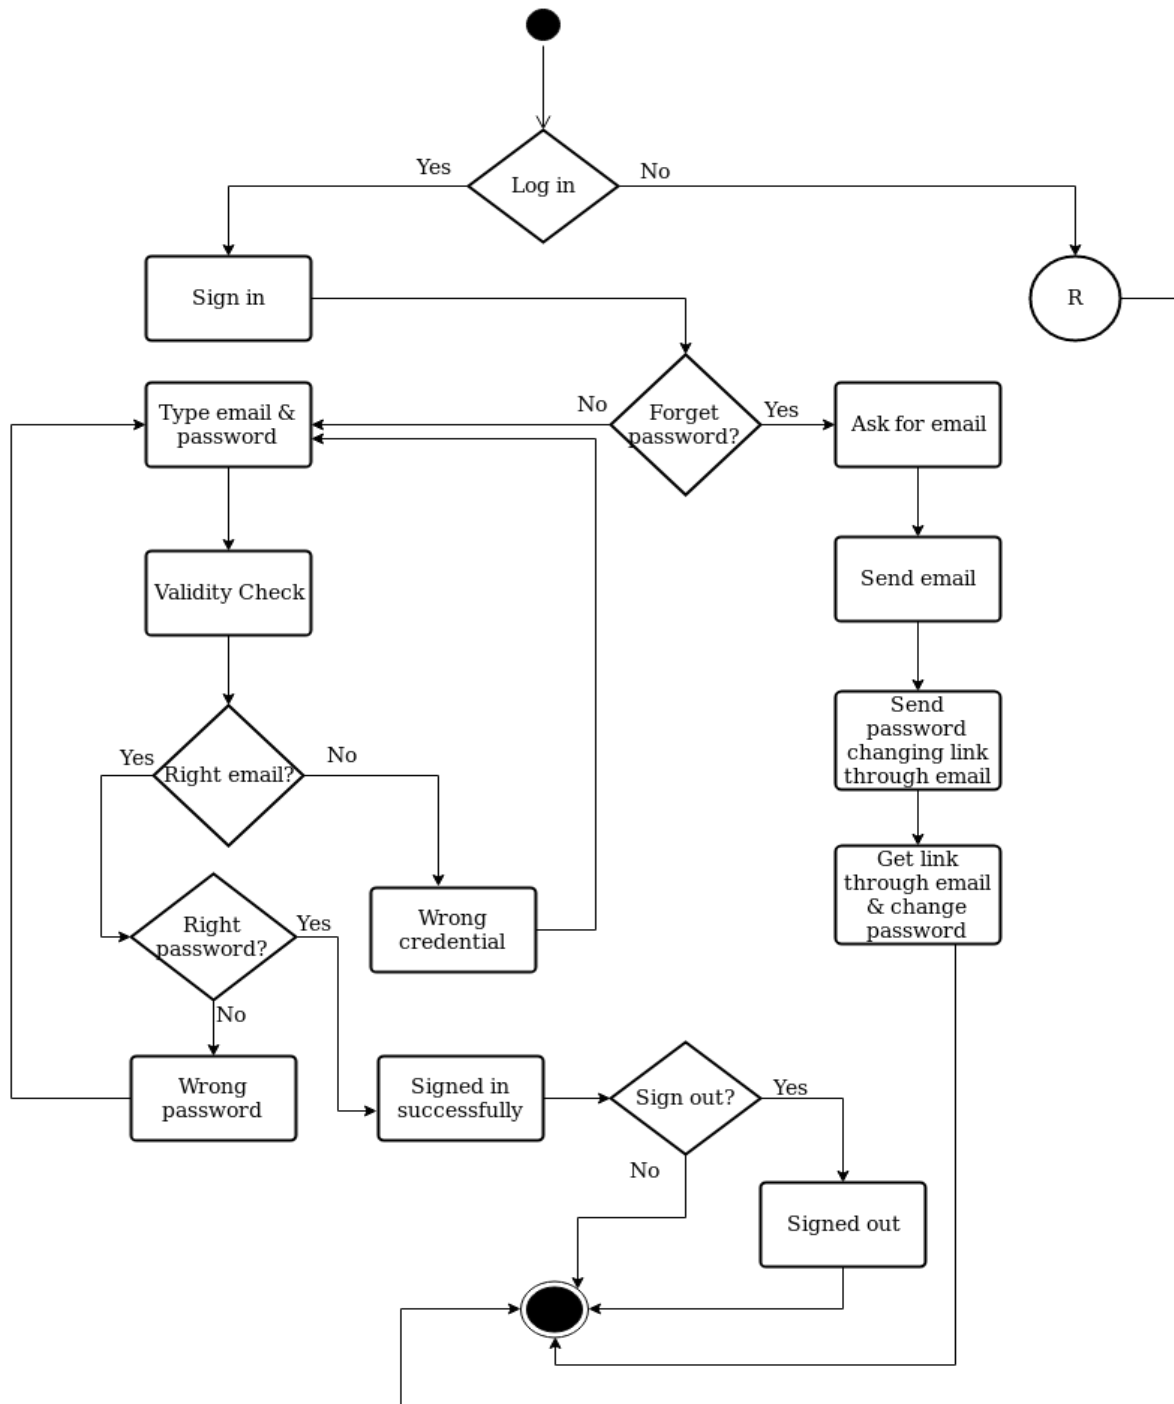 Yes
Log in
No
Sign in
R
Type email &
password
No
Forget
password?
Yes
Ask for email
Validity Check
Send email
Send
password
changing link
through email
Yes
Right email?
No
Get link
through email
& change
password
Right
password?
Yes
Wrong
credential
No
Wrong
password
Signed in
successfully
Sign out?
Yes
No
Signed out